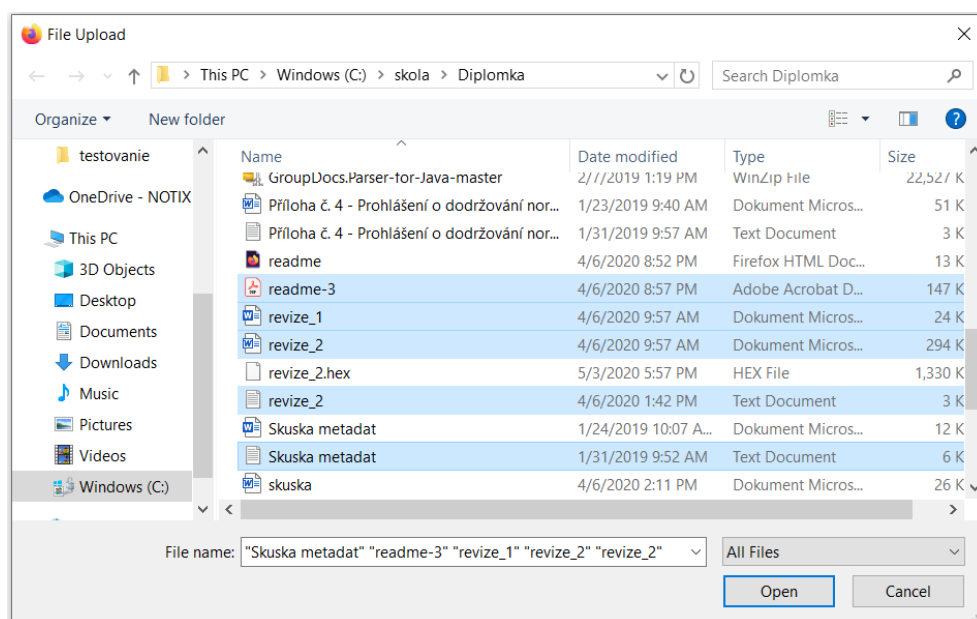 File Upload
This PC > Windows (C:) > skola > Diplomka
Search Diplomka
Organize
New folder
testovanie
OneDrive - NOTIX
This PC
3D Objects
Desktop
Documents
Downloads
Music
Pictures
Videos
Windows (C:)
Name Date modified Type Size
GroupDocs.Parser-for-Java-master 2/7/2019 1:19 PM WinZip File 22,527 K
Příloha č. 4 - Prohlášení o dodržování nor... 1/23/2019 9:40 AM Dokument Micros... 51 K
Příloha č. 4 - Prohlášení o dodržování nor... 1/31/2019 9:57 AM Text Document 3 K
readme 4/6/2020 8:52 PM Firefox HTML Doc... 13 K
readme-3 4/6/2020 8:57 PM Adobe Acrobat D... 147 K
revize_1 4/6/2020 9:57 AM Dokument Micros... 24 K
revize_2 4/6/2020 9:57 AM Dokument Micros... 294 K
revize_2.hex 5/3/2020 5:57 PM HEX File 1,330 K
revize_2 4/6/2020 1:42 PM Text Document 3 K
Skuska metadat 1/24/2019 10:07 A... Dokument Micros... 12 K
Skuska metadat 1/31/2019 9:52 AM Text Document 6 K
skuska 4/6/2020 2:11 PM Dokument Micros... 26 K
File name: "Skuska metadat" "readme-3" "revize_1" "revize_2" "revize_2"
All Files
Open
Cancel